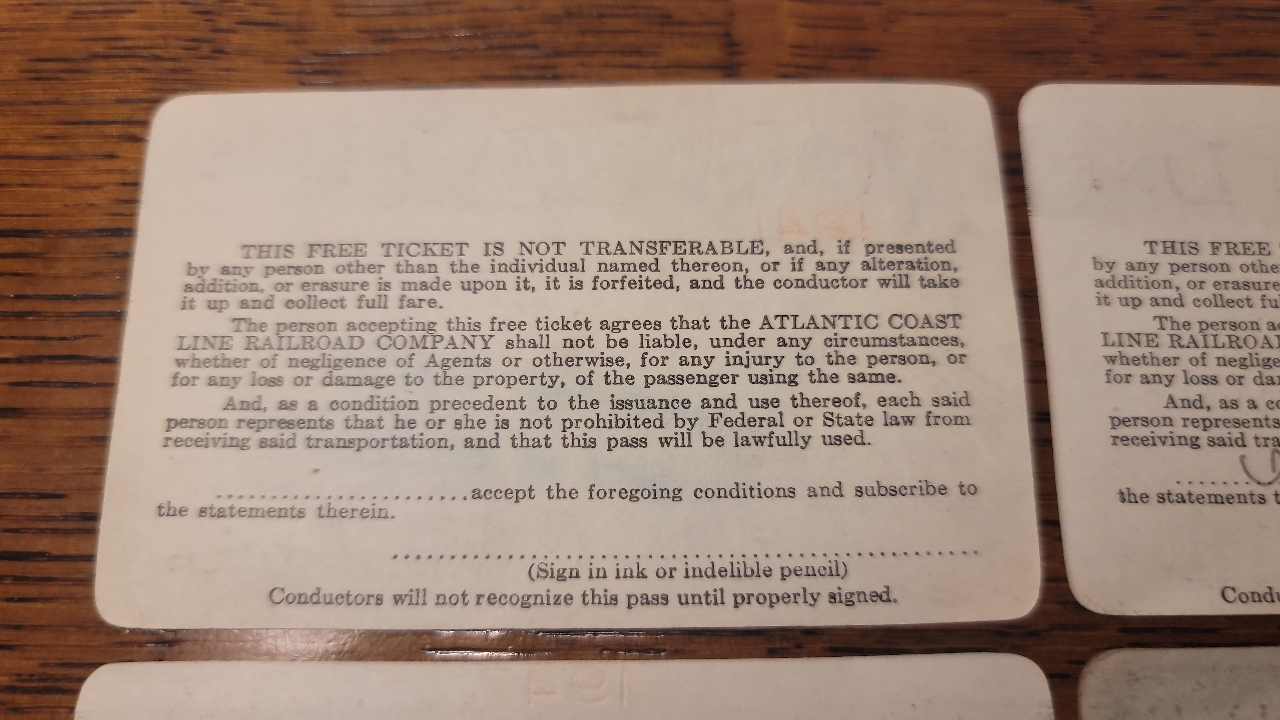 THIS FREE TICKET IS NOT TRANSFERABLE, and, if presented
by any person other than the individual named thereon, or if any alteration,
addition, or erasure is made upon it, it is forfeited, and the conductor will take
it up and collect full fare.
The person accepting this free ticket agrees that the ATLANTIC COAST
LINE RAILROAD COMPANY shall not be liable, under any circumstances,
whether of negligence of Agents or otherwise, for any injury to the person, or
for any loss or damage to the property, of the passenger using the same.
And, as a condition precedent to the issuance and use thereof, each said
person represents that he or she is not prohibited by Federal or State law from
receiving said transportation, and that this pass will be lawfully used.
......................accept the foregoing conditions and subscribe to
the statements therein.
(Sign in ink or indelible pencil)
Conductors will not recognize this pass until properly signed.
THIS FREE
by any person othe
addition, or erasure
it up and collect fu
The person a
LINE RAILROA
whether of neglige
for any loss or da
And, as a co
person represents
receiving said tra
the statements t
Cond